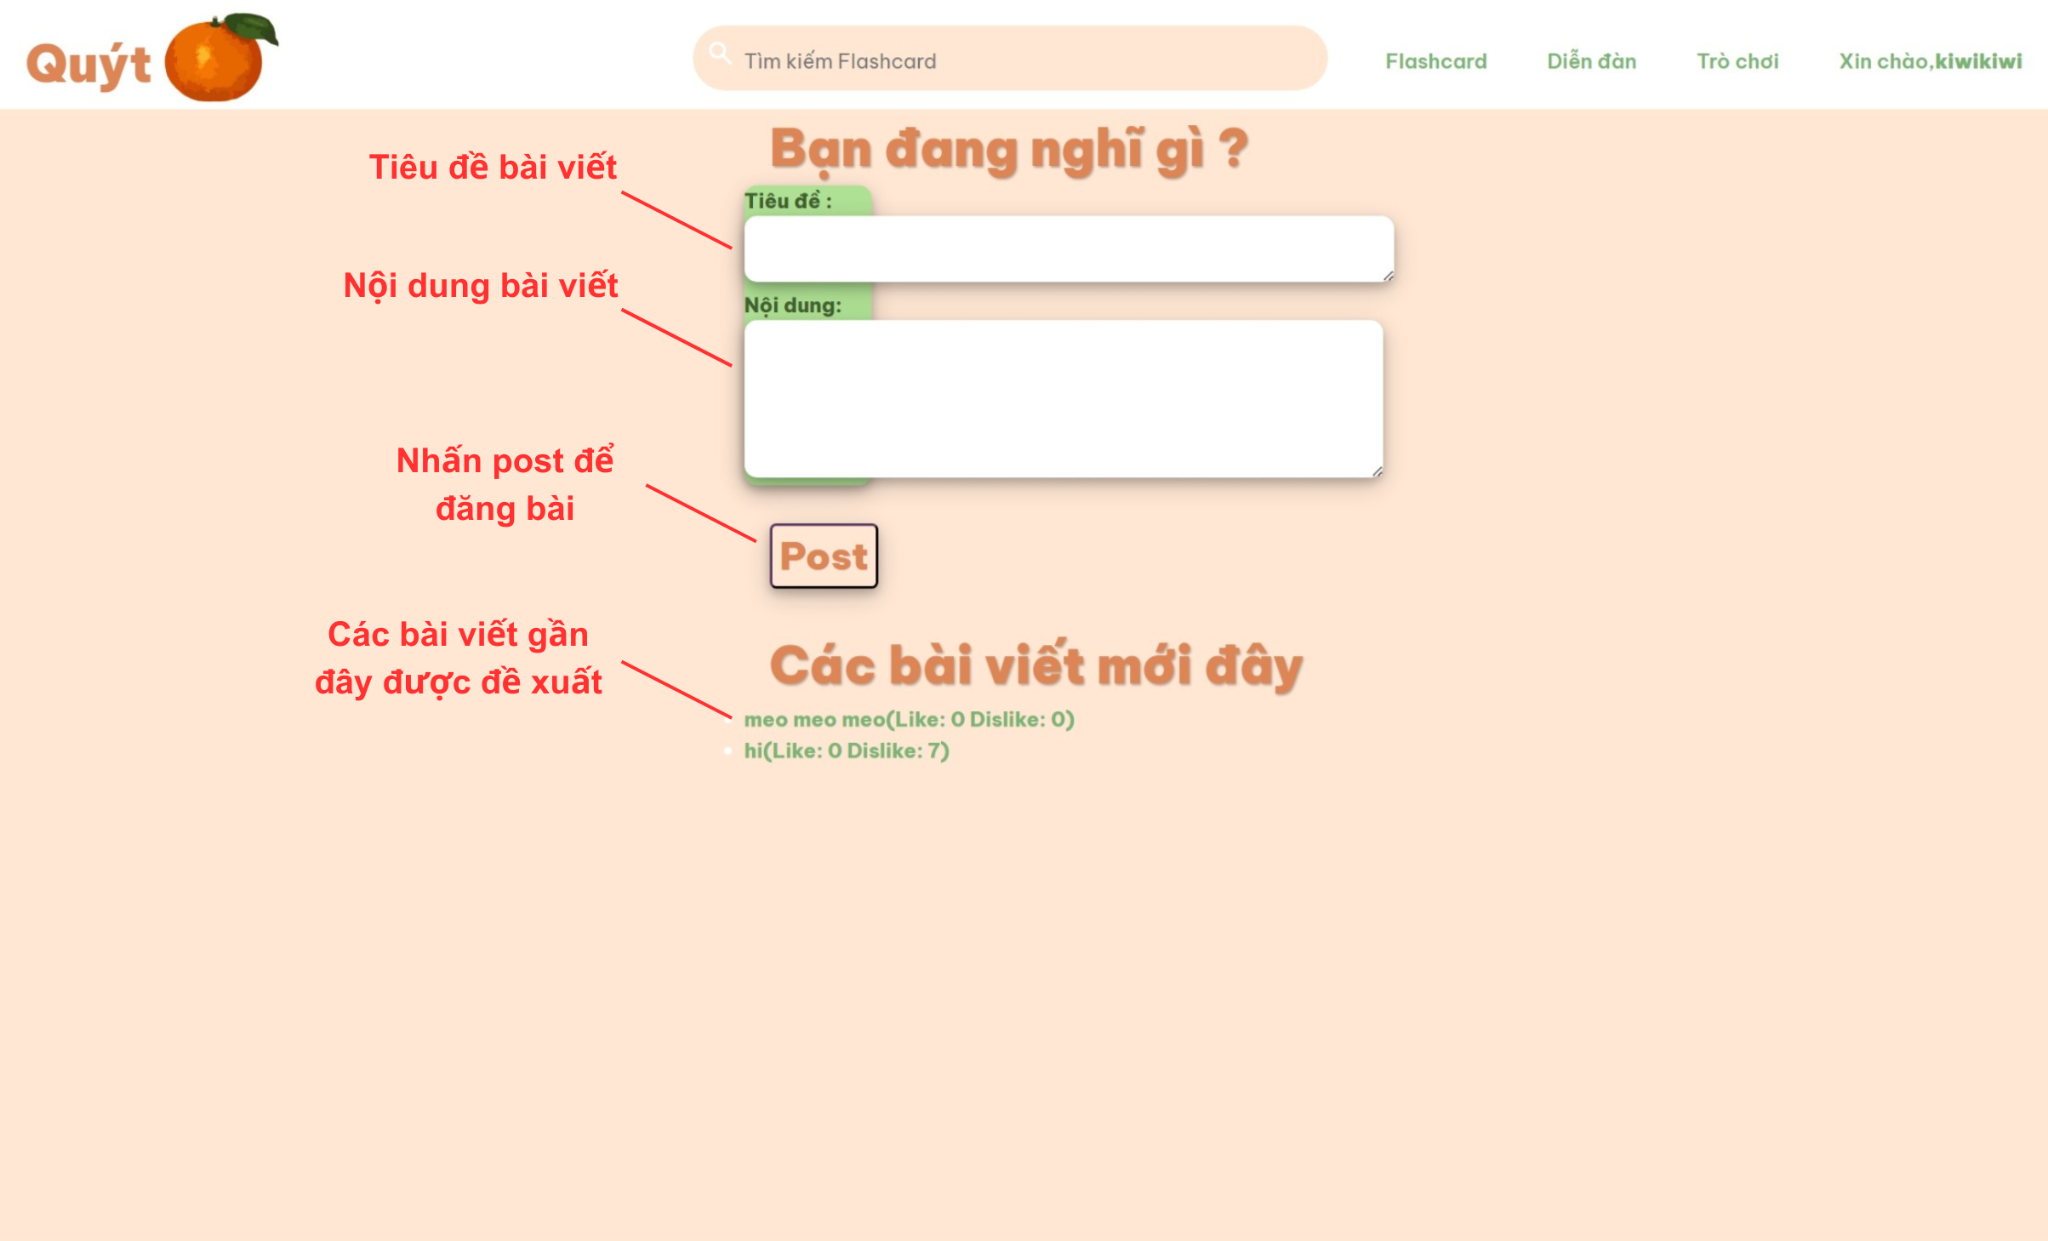 Quýt
Tìm kiếm Flashcard
Flashcard
Diễn đàn
Trò chơi
Xin chào,kiwikiwi
Bạn đang nghĩ gì ?
Tiêu đề bài viết
Tiêu đề :
Nội dung bài viết
Nội dung:
Nhấn post để
đăng bài
Post
Các bài viết gần
đây được đề xuất
Các bài viết mới đây
meo meo meo(Like: 0 Dislike: 0)
hi(Like: 0 Dislike: 7)